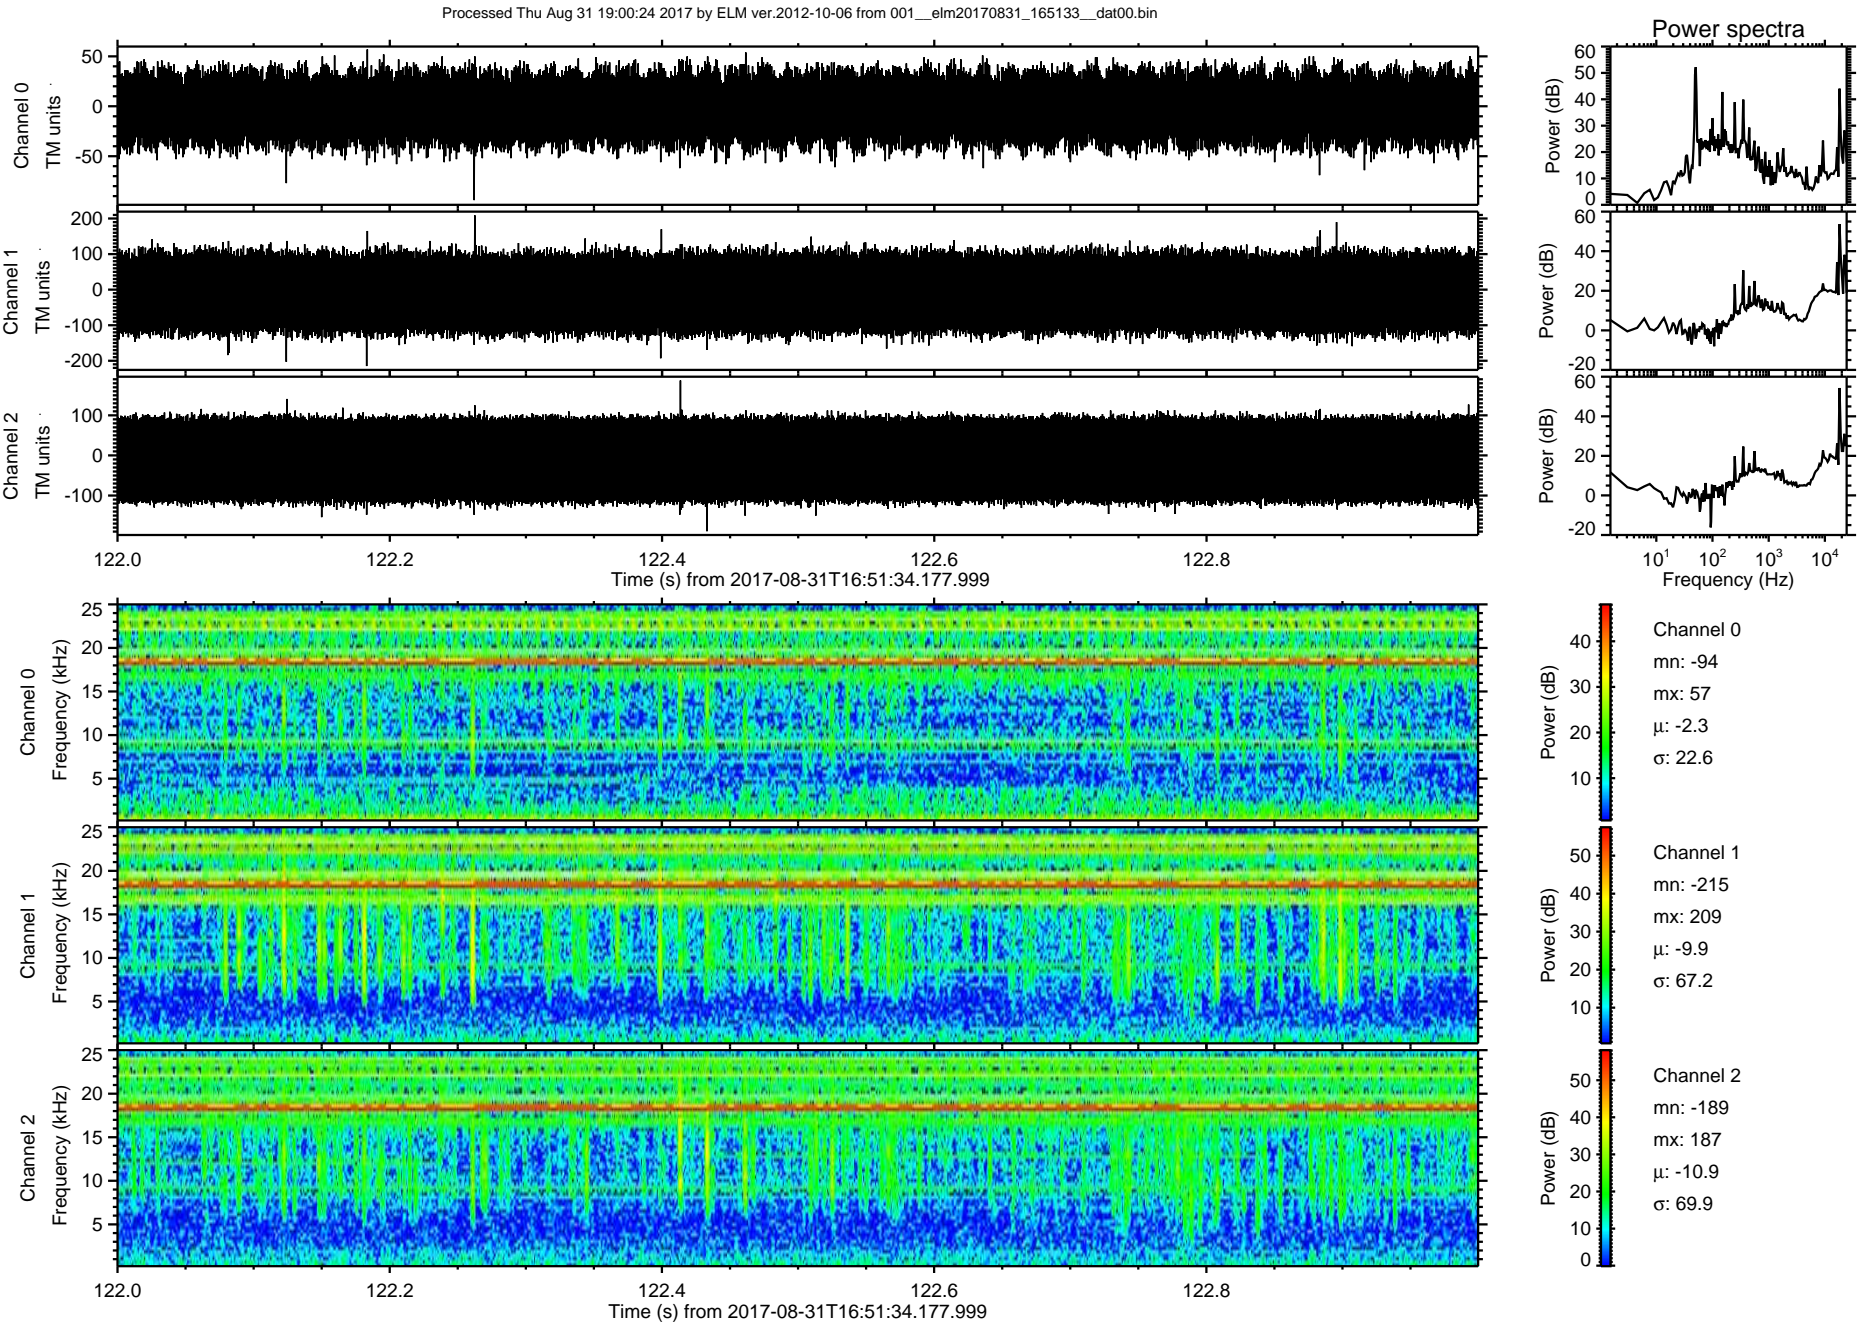 Processed Thu Aug 31 19:00:24 2017 by ELM ver.2012-10-06 from 001__elm20170831_165133__dat00.bin
Power spectra
Channel 0
TM units
50
0
-50
Power (dB)
60
50
40
30
20
10
0
Channel 1
TM units
200
100
0
-100
-200
Power (dB)
60
40
20
0
-20
Channel 2
TM units
100
0
-100
Power (dB)
60
40
20
0
-20
122.0
122.2
122.4
122.6
122.8
Time (s) from 2017-08-31T16:51:34.177.999
10^1
10^2
10^3
10^4
Frequency (Hz)
Channel 0
Frequency (kHz)
25
20
15
10
5
Power (dB)
40
30
20
10
Channel 0
mn: -94
mx: 57
μ: -2.3
σ: 22.6
Channel 1
Frequency (kHz)
25
20
15
10
5
Power (dB)
50
40
30
20
10
Channel 1
mn: -215
mx: 209
μ: -9.9
σ: 67.2
Channel 2
Frequency (kHz)
25
20
15
10
5
Power (dB)
50
40
30
20
10
0
Channel 2
mn: -189
mx: 187
μ: -10.9
σ: 69.9
122.0
122.2
122.4
122.6
122.8
Time (s) from 2017-08-31T16:51:34.177.999